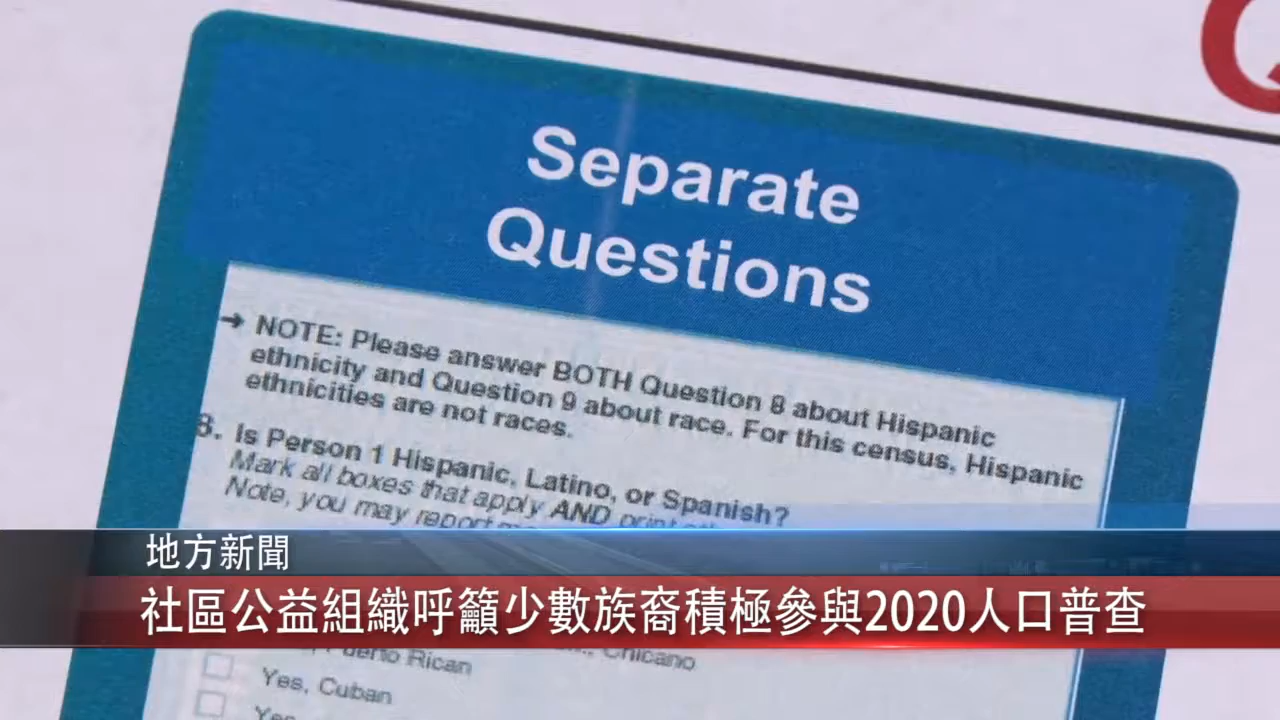 Separate
Questions
→ NOTE: Please answer BOTH Question 8 about Hispanic
ethnicity and Question 9 about race. For this census, Hispanic
ethnicities are not races.
8. Is Person 1 Hispanic, Latino, or Spanish?
Mark all boxes that apply AND print
Note, you may report
地方新聞
社區公益組織呼籲少數族裔積極參與2020人口普查
Puerto Rican
Chicano
Yes, Cuban
Yes